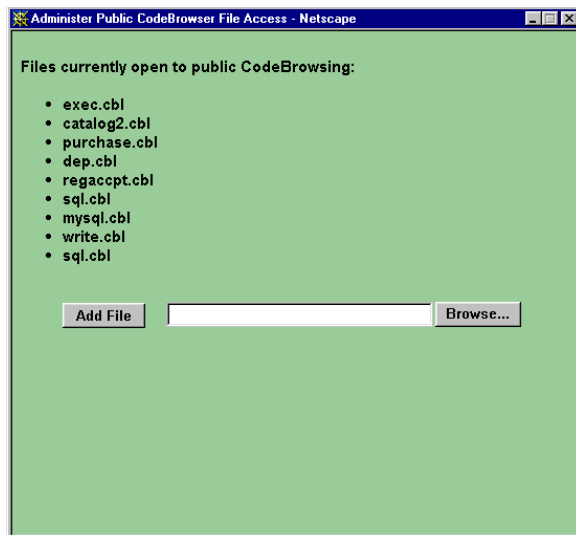 Administer Public CodeBrowser File Access - Netscape
Files currently open to public CodeBrowsing:
• exec.cbl
• catalog2.cbl
• purchase.cbl
• dep.cbl
• regaccpt.cbl
• sql.cbl
• mysql.cbl
• write.cbl
• sql.cbl
Add File Browse...